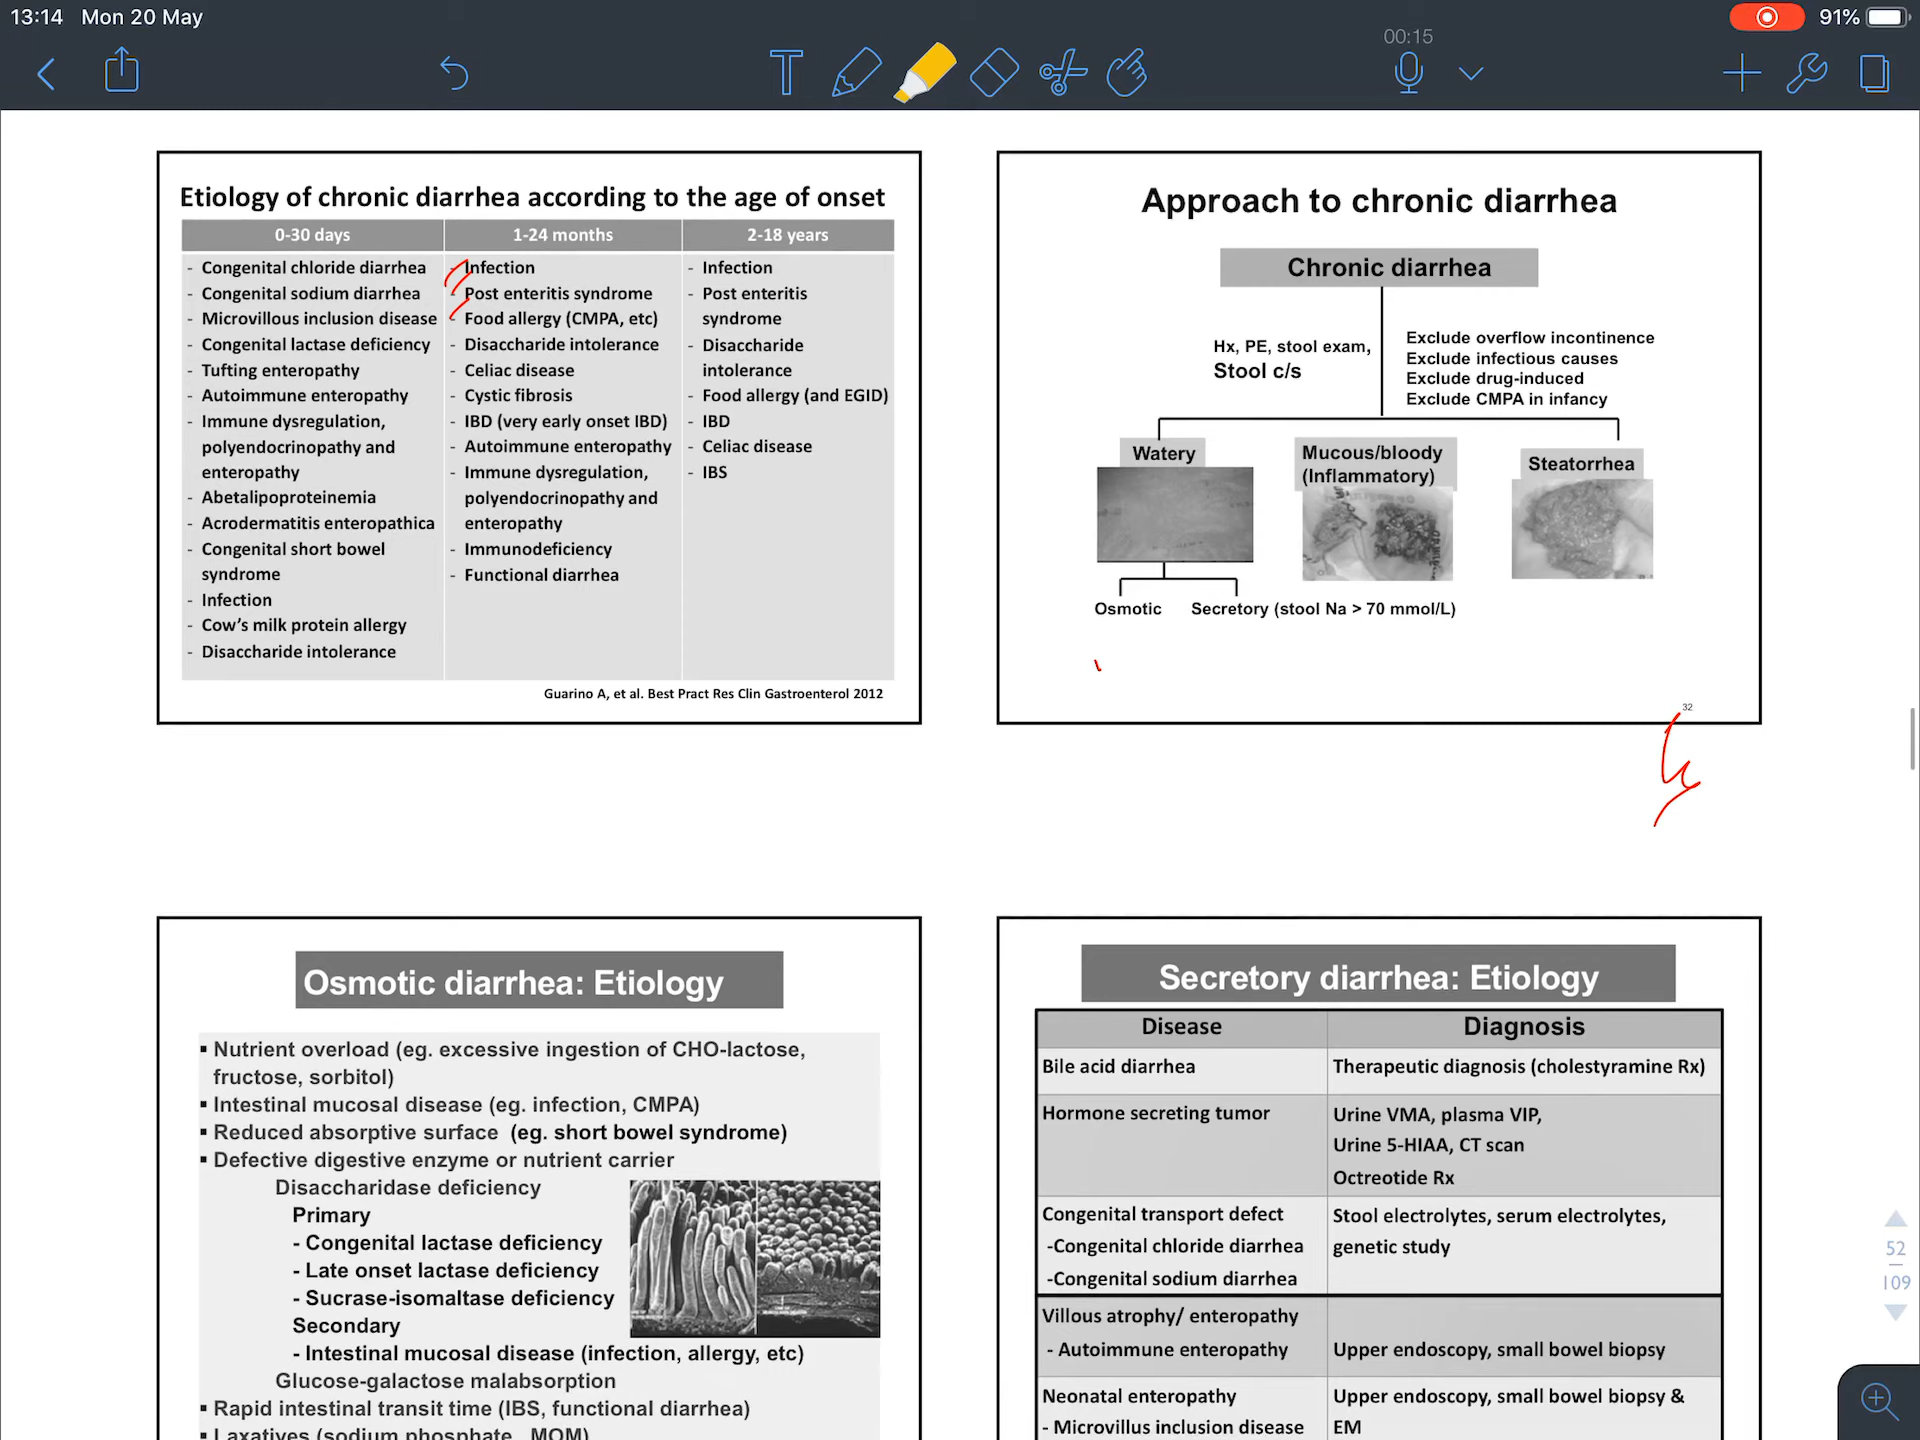 13:14 Mon 20 May
91%
00:15
Etiology of chronic diarrhea according to the age of onset
0-30 days
- Congenital chloride diarrhea
- Congenital sodium diarrhea
- Microvillous inclusion disease
- Congenital lactase deficiency
- Tufting enteropathy
- Autoimmune enteropathy
- Immune dysregulation,
polyendocrinopathy and
enteropathy
- Abetalipoproteinemia
- Acrodermatitis enteropathica
- Congenital short bowel
syndrome
- Infection
- Cow's milk protein allergy
- Disaccharide intolerance
1-24 months
- Infection
- Post enteritis syndrome
- Food allergy (CMPA, etc)
- Disaccharide intolerance
- Celiac disease
- Cystic fibrosis
- IBD (very early onset IBD)
- Autoimmune enteropathy
- Immune dysregulation,
polyendocrinopathy and
enteropathy
- Immunodeficiency
- Functional diarrhea
2-18 years
- Infection
- Post enteritis
syndrome
- Disaccharide
intolerance
- Food allergy (and EGID)
- IBD
- Celiac disease
- IBS
Guarino A, et al. Best Pract Res Clin Gastroenterol 2012
Approach to chronic diarrhea
Chronic diarrhea
Hx, PE, stool exam,
Stool c/s
Exclude overflow incontinence
Exclude infectious causes
Exclude drug-induced
Exclude CMPA in infancy
Watery
Mucous/bloody
(Inflammatory)
Steatorrhea
Osmotic
Secretory (stool Na > 70 mmol/L)
32
Osmotic diarrhea: Etiology
▪ Nutrient overload (eg. excessive ingestion of CHO-lactose,
fructose, sorbitol)
▪ Intestinal mucosal disease (eg. infection, CMPA)
▪ Reduced absorptive surface (eg. short bowel syndrome)
▪ Defective digestive enzyme or nutrient carrier
Disaccharidase deficiency
Primary
- Congenital lactase deficiency
- Late onset lactase deficiency
- Sucrase-isomaltase deficiency
Secondary
- Intestinal mucosal disease (infection, allergy, etc)
Glucose-galactose malabsorption
▪ Rapid intestinal transit time (IBS, functional diarrhea)
▪ Laxatives (sodium phosphate, MOM)
Secretory diarrhea: Etiology
Disease
Diagnosis
Bile acid diarrhea
Therapeutic diagnosis (cholestyramine Rx)
Hormone secreting tumor
Urine VMA, plasma VIP,
Urine 5-HIAA, CT scan
Octreotide Rx
Congenital transport defect
-Congenital chloride diarrhea
-Congenital sodium diarrhea
Stool electrolytes, serum electrolytes,
genetic study
Villous atrophy/ enteropathy
- Autoimmune enteropathy
Upper endoscopy, small bowel biopsy
Neonatal enteropathy
- Microvillus inclusion disease
Upper endoscopy, small bowel biopsy &
EM
52
109